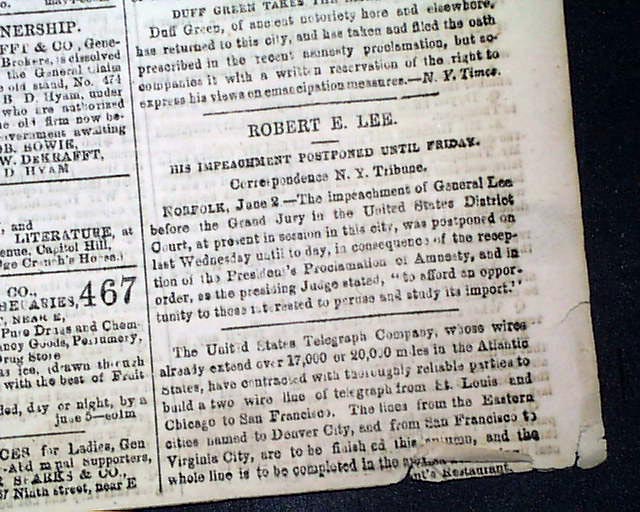 NERSHIP.
FFT & CO., Gene-
Brokers, is dissolved
the General Claim
e old stand, No. 474
B D. Hyam, under
who are authorized
e old firm now be-
overnment awaiting
OB. BOWIE,
W. DEKRAFFT,
D HYAM
, and
LITERATURE, at
enue, Capitol Hill,
CO.,
467
, NEAR E,
Pure Drugs and Chem-
ancy Goods, Perfumery,
Drug Store
as ice, (drawn through
with the best of Fruit
ded, day or night, by a
june 5—eo1m
CES for Ladies, Gen
SPARKS & CO.,
37 Ninth street, near E
DUFF GREEN TAKES THE
Duff Green, of ancient notoriety here and elsewhere,
has returned to this city, and has taken and filed the oath
prescribed in the recent amnesty proclamation, but ac-
companies it with a written reservation of the right to
express his views on emancipation measures.—N. Y. Times.
ROBERT E. LEE.
HIS IMPEACHMENT POSTPONED UNTIL FRIDAY.
Correspondence N. Y. Tribune.
NORFOLK, June 2.—The impeachment of General Lee
before the Grand Jury in the United States District
Court, at present in session in this city, was postponed on
last Wednesday until to day, in consequence of the recep-
tion of the President's Proclamation of Amnesty, and in
order, as the presiding Judge stated, "to afford an oppor-
tunity to those interested to peruse and study its import."
The United States Telegraph Company, whose wires
already extend over 17,000 or 20,000 miles in the Atlantic
States, have contracted with thoroughly reliable parties to
build a two wire line of telegraph from St. Louis and
Chicago to San Francisco. The lines from the Eastern
cities named to Denver City, and from San Francisco to
Virginia City, are to be finished this autumn, and the
whole line is to be completed in the
Restaurant